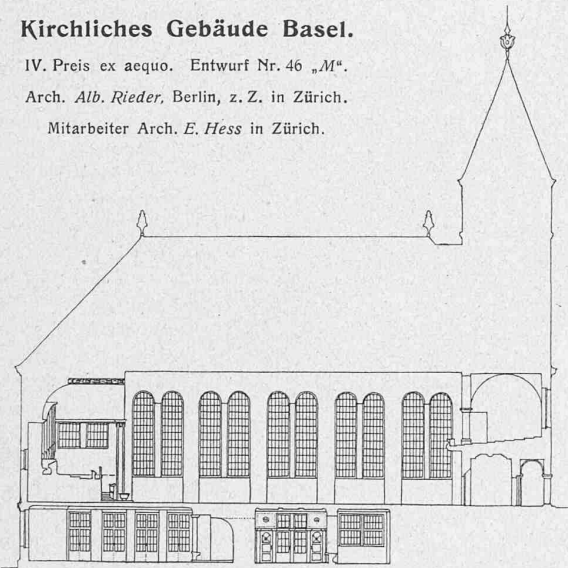 Kirchliches Gebäude Basel.
IV. Preis ex aequo. Entwurf Nr. 46 „M“.
Arch. Alb. Rieder, Berlin, z. Z. in Zürich.
Mitarbeiter Arch. E. Hess in Zürich.